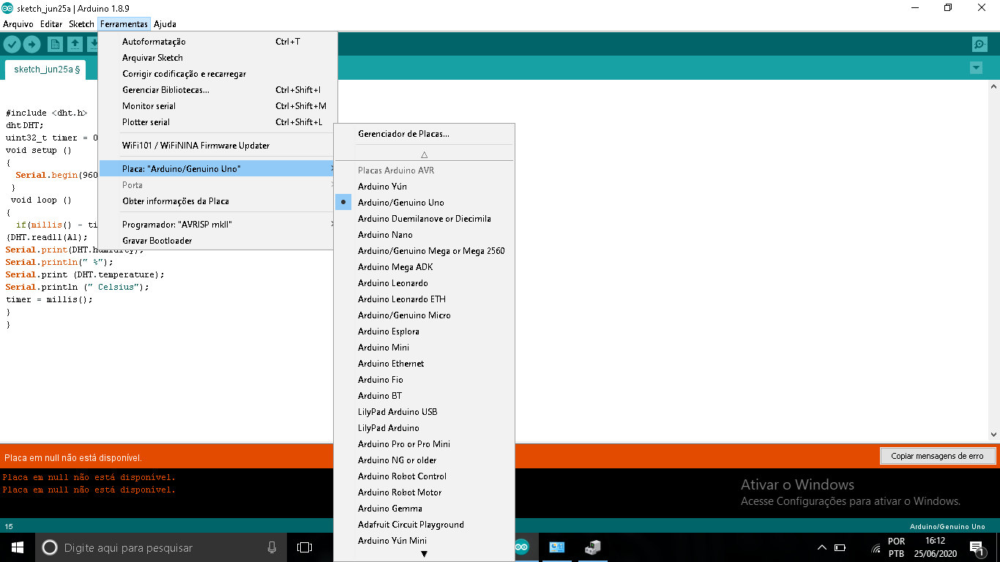 sketch_jun25a | Arduino 1.8.9
Arquivo Editar Sketch Ferramentas Ajuda
sketch_jun25a §
Autoformatação Ctrl+T
Arquivar Sketch
Corrigir codificação e recarregar
Gerenciar Bibliotecas... Ctrl+Shift+I
Monitor serial Ctrl+Shift+M
Plotter serial Ctrl+Shift+L
WiFi101 / WiFiNINA Firmware Updater
Placa: "Arduino/Genuino Uno"
Porta
Obter informações da Placa
Programador: "AVRISP mkII"
Gravar Bootloader
Gerenciador de Placas...
Placas Arduino AVR
Arduino Yún
Arduino/Genuino Uno
Arduino Duemilanove or Diecimila
Arduino Nano
Arduino/Genuino Mega or Mega 2560
Arduino Mega ADK
Arduino Leonardo
Arduino Leonardo ETH
Arduino/Genuino Micro
Arduino Esplora
Arduino Mini
Arduino Ethernet
Arduino Fio
Arduino BT
LilyPad Arduino USB
LilyPad Arduino
Arduino Pro or Pro Mini
Arduino NG or older
Arduino Robot Control
Arduino Robot Motor
Arduino Gemma
Adafruit Circuit Playground
Arduino Yún Mini
#include <dht.h>
dht DHT;
uint32_t timer = 0
void setup ()
{
Serial.begin(960
}
void loop ()
{
if(millis() - ti
{DHT.read11(A1);
Serial.print(DHT.humidity);
Serial.println(" %");
Serial.print (DHT.temperature);
Serial.println (" Celsius");
timer = millis();
}
}
Placa em null não está disponível.
Copiar mensagens de erro
Placa em null não está disponível.
Placa em null não está disponível.
Ativar o Windows
Acesse Configurações para ativar o Windows.
15
Arduino/Genuino Uno
Digite aqui para pesquisar
POR
PTB
16:12
25/06/2020
1